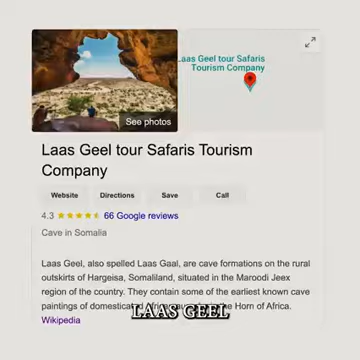 Laas Geel tour Safaris
Tourism Company
See photos
Laas Geel tour Safaris Tourism
Company
Website Directions Save Call
4.3 66 Google reviews
Cave in Somalia
Laas Geel, also spelled Laas Gaal, are cave formations on the rural
outskirts of Hargeisa, Somaliland, situated in the Maroodi Jeex
region of the country. They contain some of the earliest known cave
paintings of domesticated in the Horn of Africa.
LAAS GEEL
Wikipedia